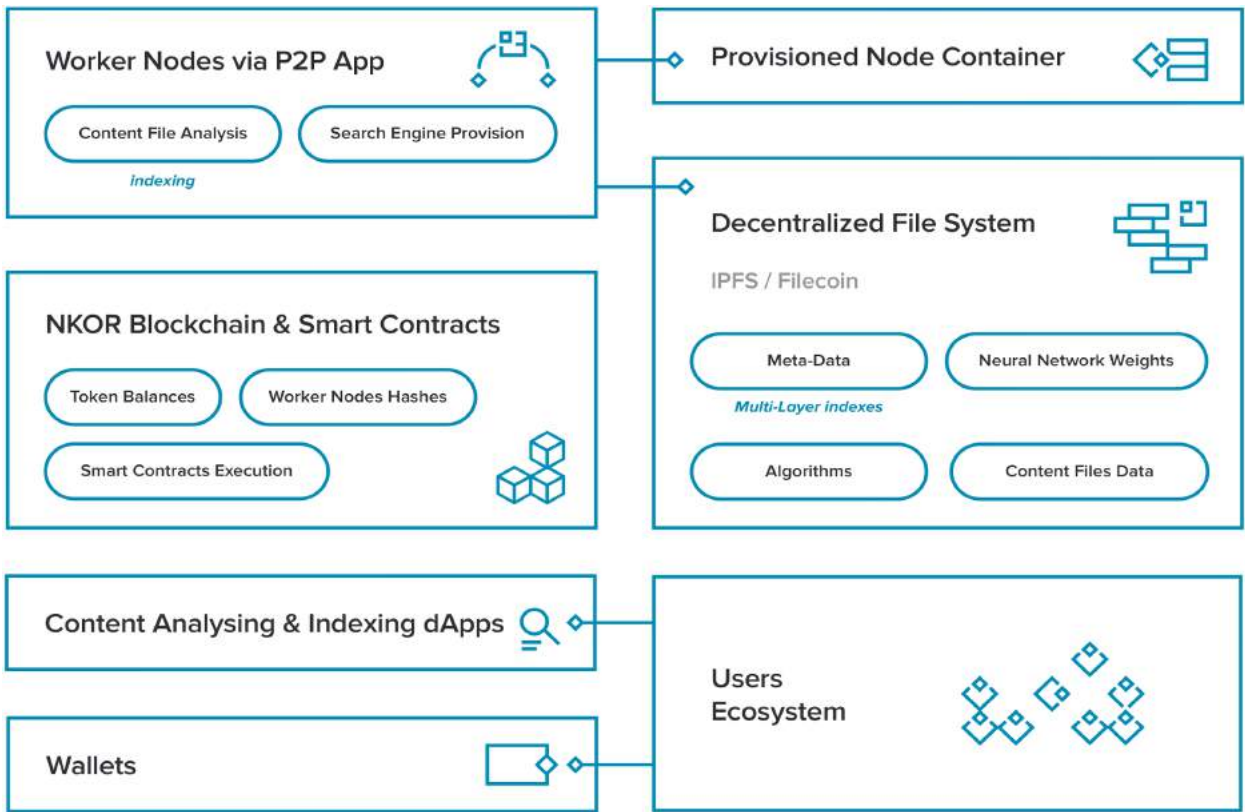 Worker Nodes via P2P App
Content File Analysis
Search Engine Provision
indexing
Provisioned Node Container
Decentralized File System
IPFS / Filecoin
Meta-Data
Neural Network Weights
Multi-Layer indexes
Algorithms
Content Files Data
NKOR Blockchain & Smart Contracts
Token Balances
Worker Nodes Hashes
Smart Contracts Execution
Content Analysing & Indexing dApps
Wallets
Users
Ecosystem